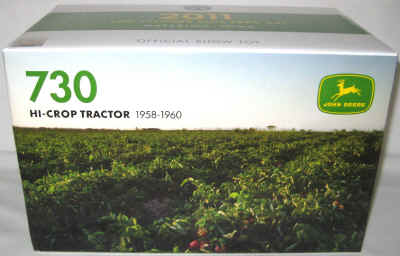 2011
OFFICIAL SHOW TOY
730
HI-CROP TRACTOR 1958-1960
JOHN DEERE